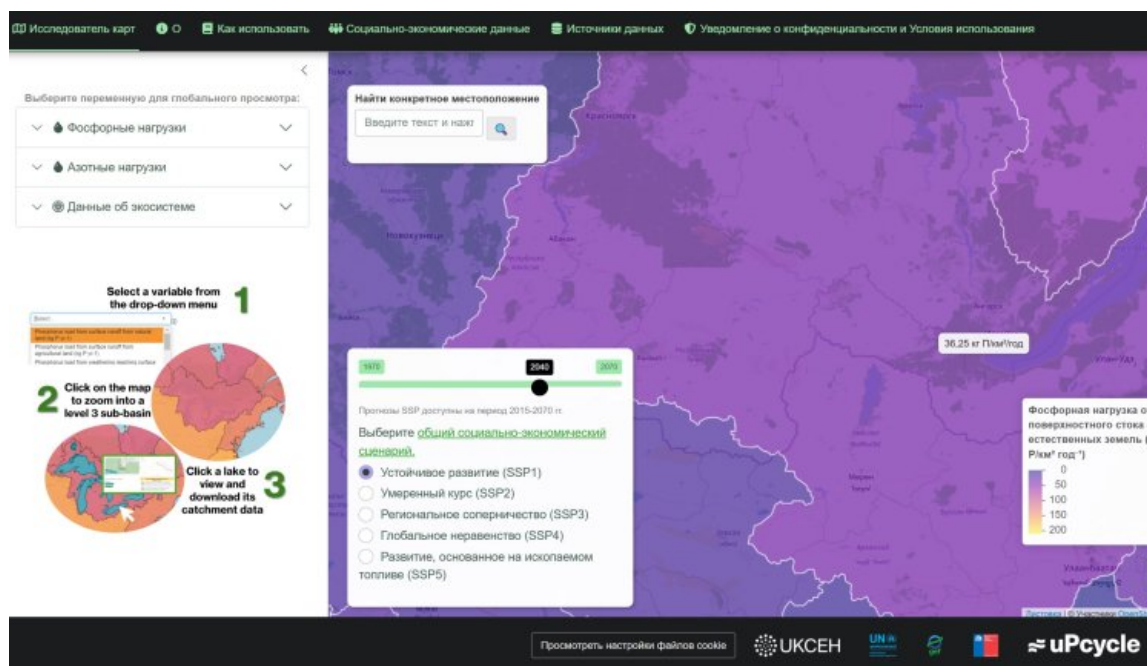 Исследователь карт
О
Как использовать
Социально-экономические данные
Источники данных
Уведомление о конфиденциальности и Условия использования
Выберите переменную для глобального просмотра:
Фосфорные нагрузки
Азотные нагрузки
Данные об экосистеме
Select a variable from
the drop-down menu
1
2
Click on the map
to zoom into a
level 3 sub-basin
Click a lake to
view and
download its
catchment data
3
Найти конкретное местоположение
Введите текст и нажг
Красноярск
Новокузнецк
Абакан
36,25 кг П/км²/год
Улан-Удэ
1970
2040
2070
Прогнозы SSP доступны на период 2015-2070 гг.
Выберите общий социально-экономический
сценарий.
Устойчивое развитие (SSP1)
Умеренный курс (SSP2)
Региональное соперничество (SSP3)
Глобальное неравенство (SSP4)
Развитие, основанное на ископаемом
топливе (SSP5)
Фосфорная нагрузка о
поверхностного стока
естественных земель (
Р/км² год⁻¹)
0
50
100
150
200
Просмотреть настройки файлов cookie
UKCEH
UN
uPcycle